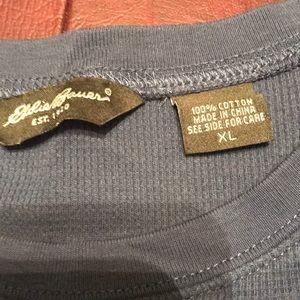 Eddie Bauer®
EST. 1920
100% COTTON
MADE IN CHINA
SEE SIDE FOR CARE
XL